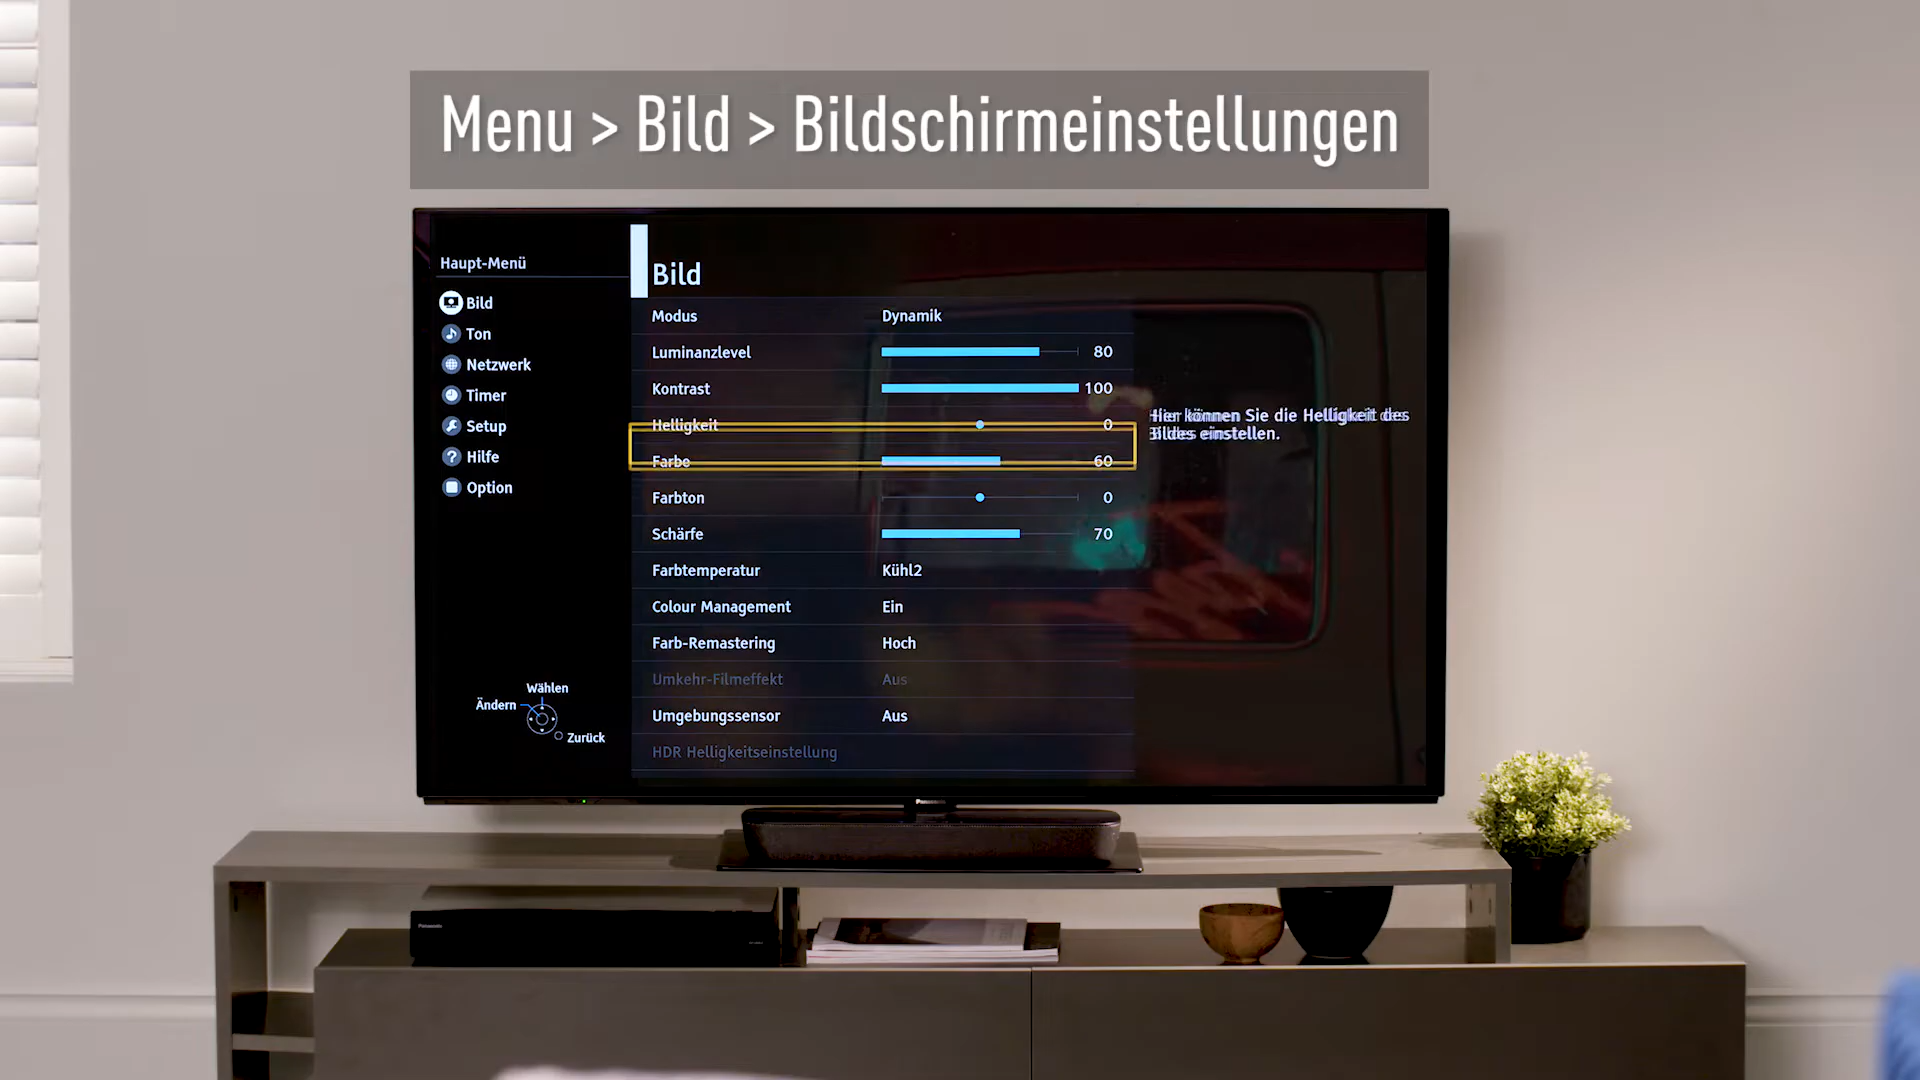 Menu > Bild > Bildschirmeinstellungen
Haupt-Menü
Bild
Ton
Netzwerk
Timer
Setup
Hilfe
Option
Wählen
Ändern
Zurück
Bild
Modus Dynamik
Luminanzlevel 80
Kontrast 100
Helligkeit 0
Farbe 60
Farbton 0
Schärfe 70
Farbtemperatur Kühl2
Colour Management Ein
Farb-Remastering Hoch
Umkehr-Filmeffekt Aus
Umgebungssensor Aus
HDR Helligkeitseinstellung
Hier können Sie die Helligkeit des
Bildes einstellen.
Panasonic